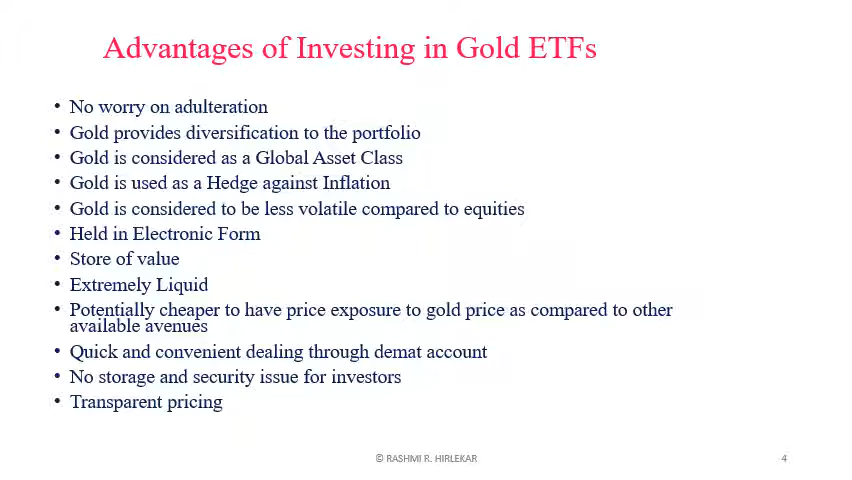 Advantages of Investing in Gold ETFs
• No worry on adulteration
• Gold provides diversification to the portfolio
• Gold is considered as a Global Asset Class
• Gold is used as a Hedge against Inflation
• Gold is considered to be less volatile compared to equities
• Held in Electronic Form
• Store of value
• Extremely Liquid
• Potentially cheaper to have price exposure to gold price as compared to other
available avenues
• Quick and convenient dealing through demat account
• No storage and security issue for investors
• Transparent pricing
© RASHMI R. HIRLEKAR
4